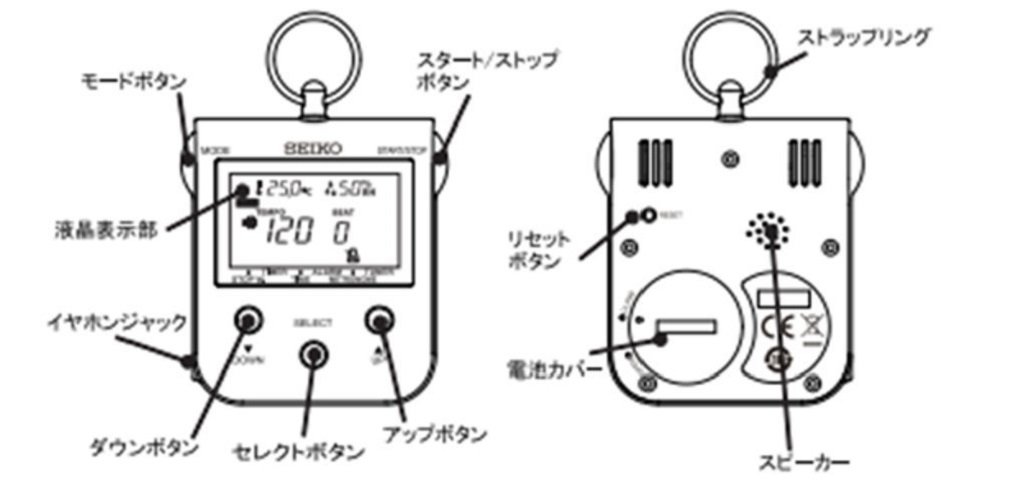 モードボタン
スタート/ストップ
ボタン
ストラップリング
MODE
SEIKO
START/STOP
25.0
50%
TEMPO
BEAT
120
0
液晶表示部
リセット
ボタン
RESET
イヤホンジャック
SELECT
DOWN
UP
電池カバー
CE
ダウンボタン
セレクトボタン
アップボタン
スピーカー